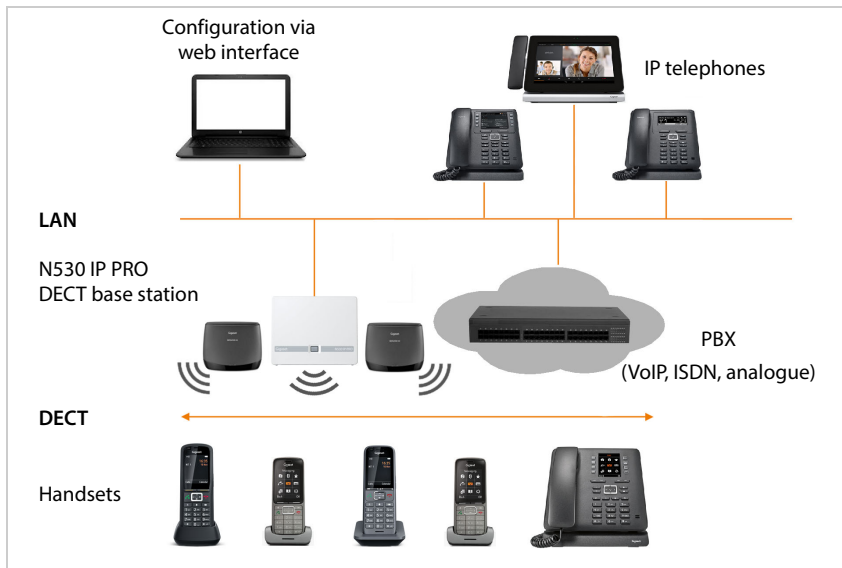 Configuration via
web interface
IP telephones
LAN
N530 IP PRO
DECT base station
PBX
(VoIP, ISDN, analogue)
DECT
Handsets